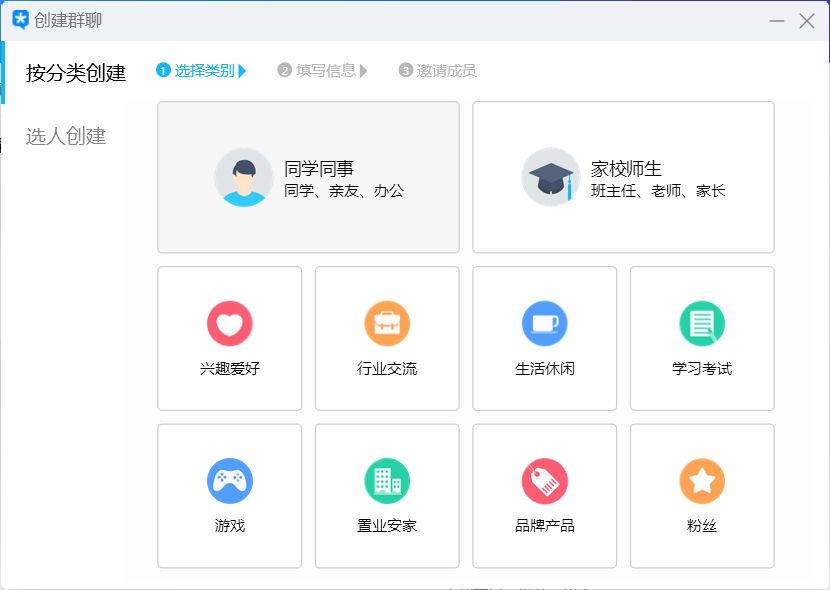 创建群聊
按分类创建
1 选择类别 2 填写信息 3 邀请成员
选人创建
同学同事
同学、亲友、办公
家校师生
班主任、老师、家长
兴趣爱好
行业交流
生活休闲
学习考试
游戏
置业安家
品牌产品
粉丝